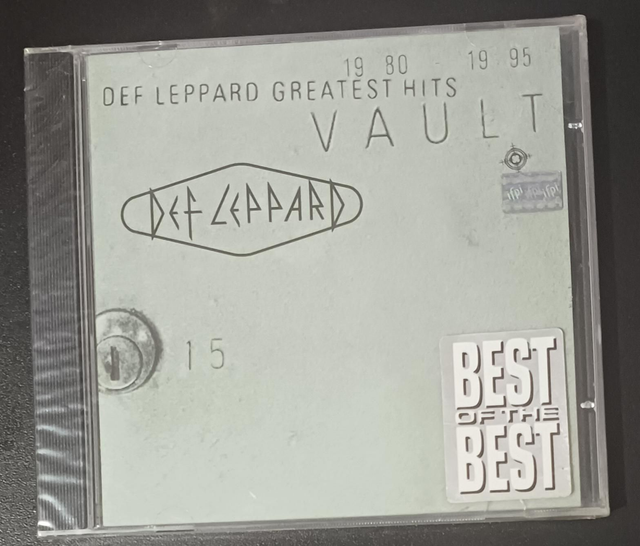 19 80 - 19 95
DEF LEPPARD GREATEST HITS
VAULT
DEF LEPPARD
15
BEST
OF THE
BEST